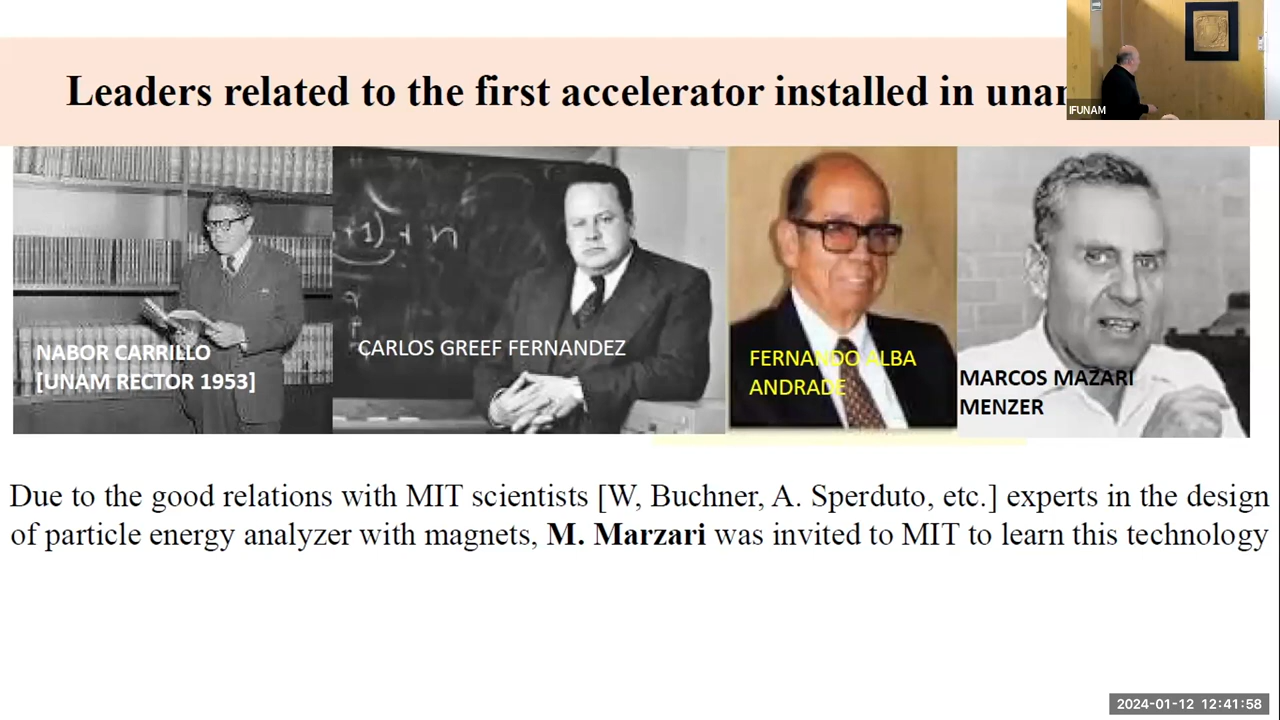 Leaders related to the first accelerator installed in
IFUNAM
NABOR CARRILLO
[UNAM RECTOR 1953]
CARLOS GREEF FERNANDEZ
FERNANDO ALBA
ANDRADE
MARCOS MAZARI
MENZER
Due to the good relations with MIT scientists [W, Buchner, A. Sperduto, etc.] experts in the design
of particle energy analyzer with magnets, M. Marzari was invited to MIT to learn this technology
2024-01-12 12:41:58